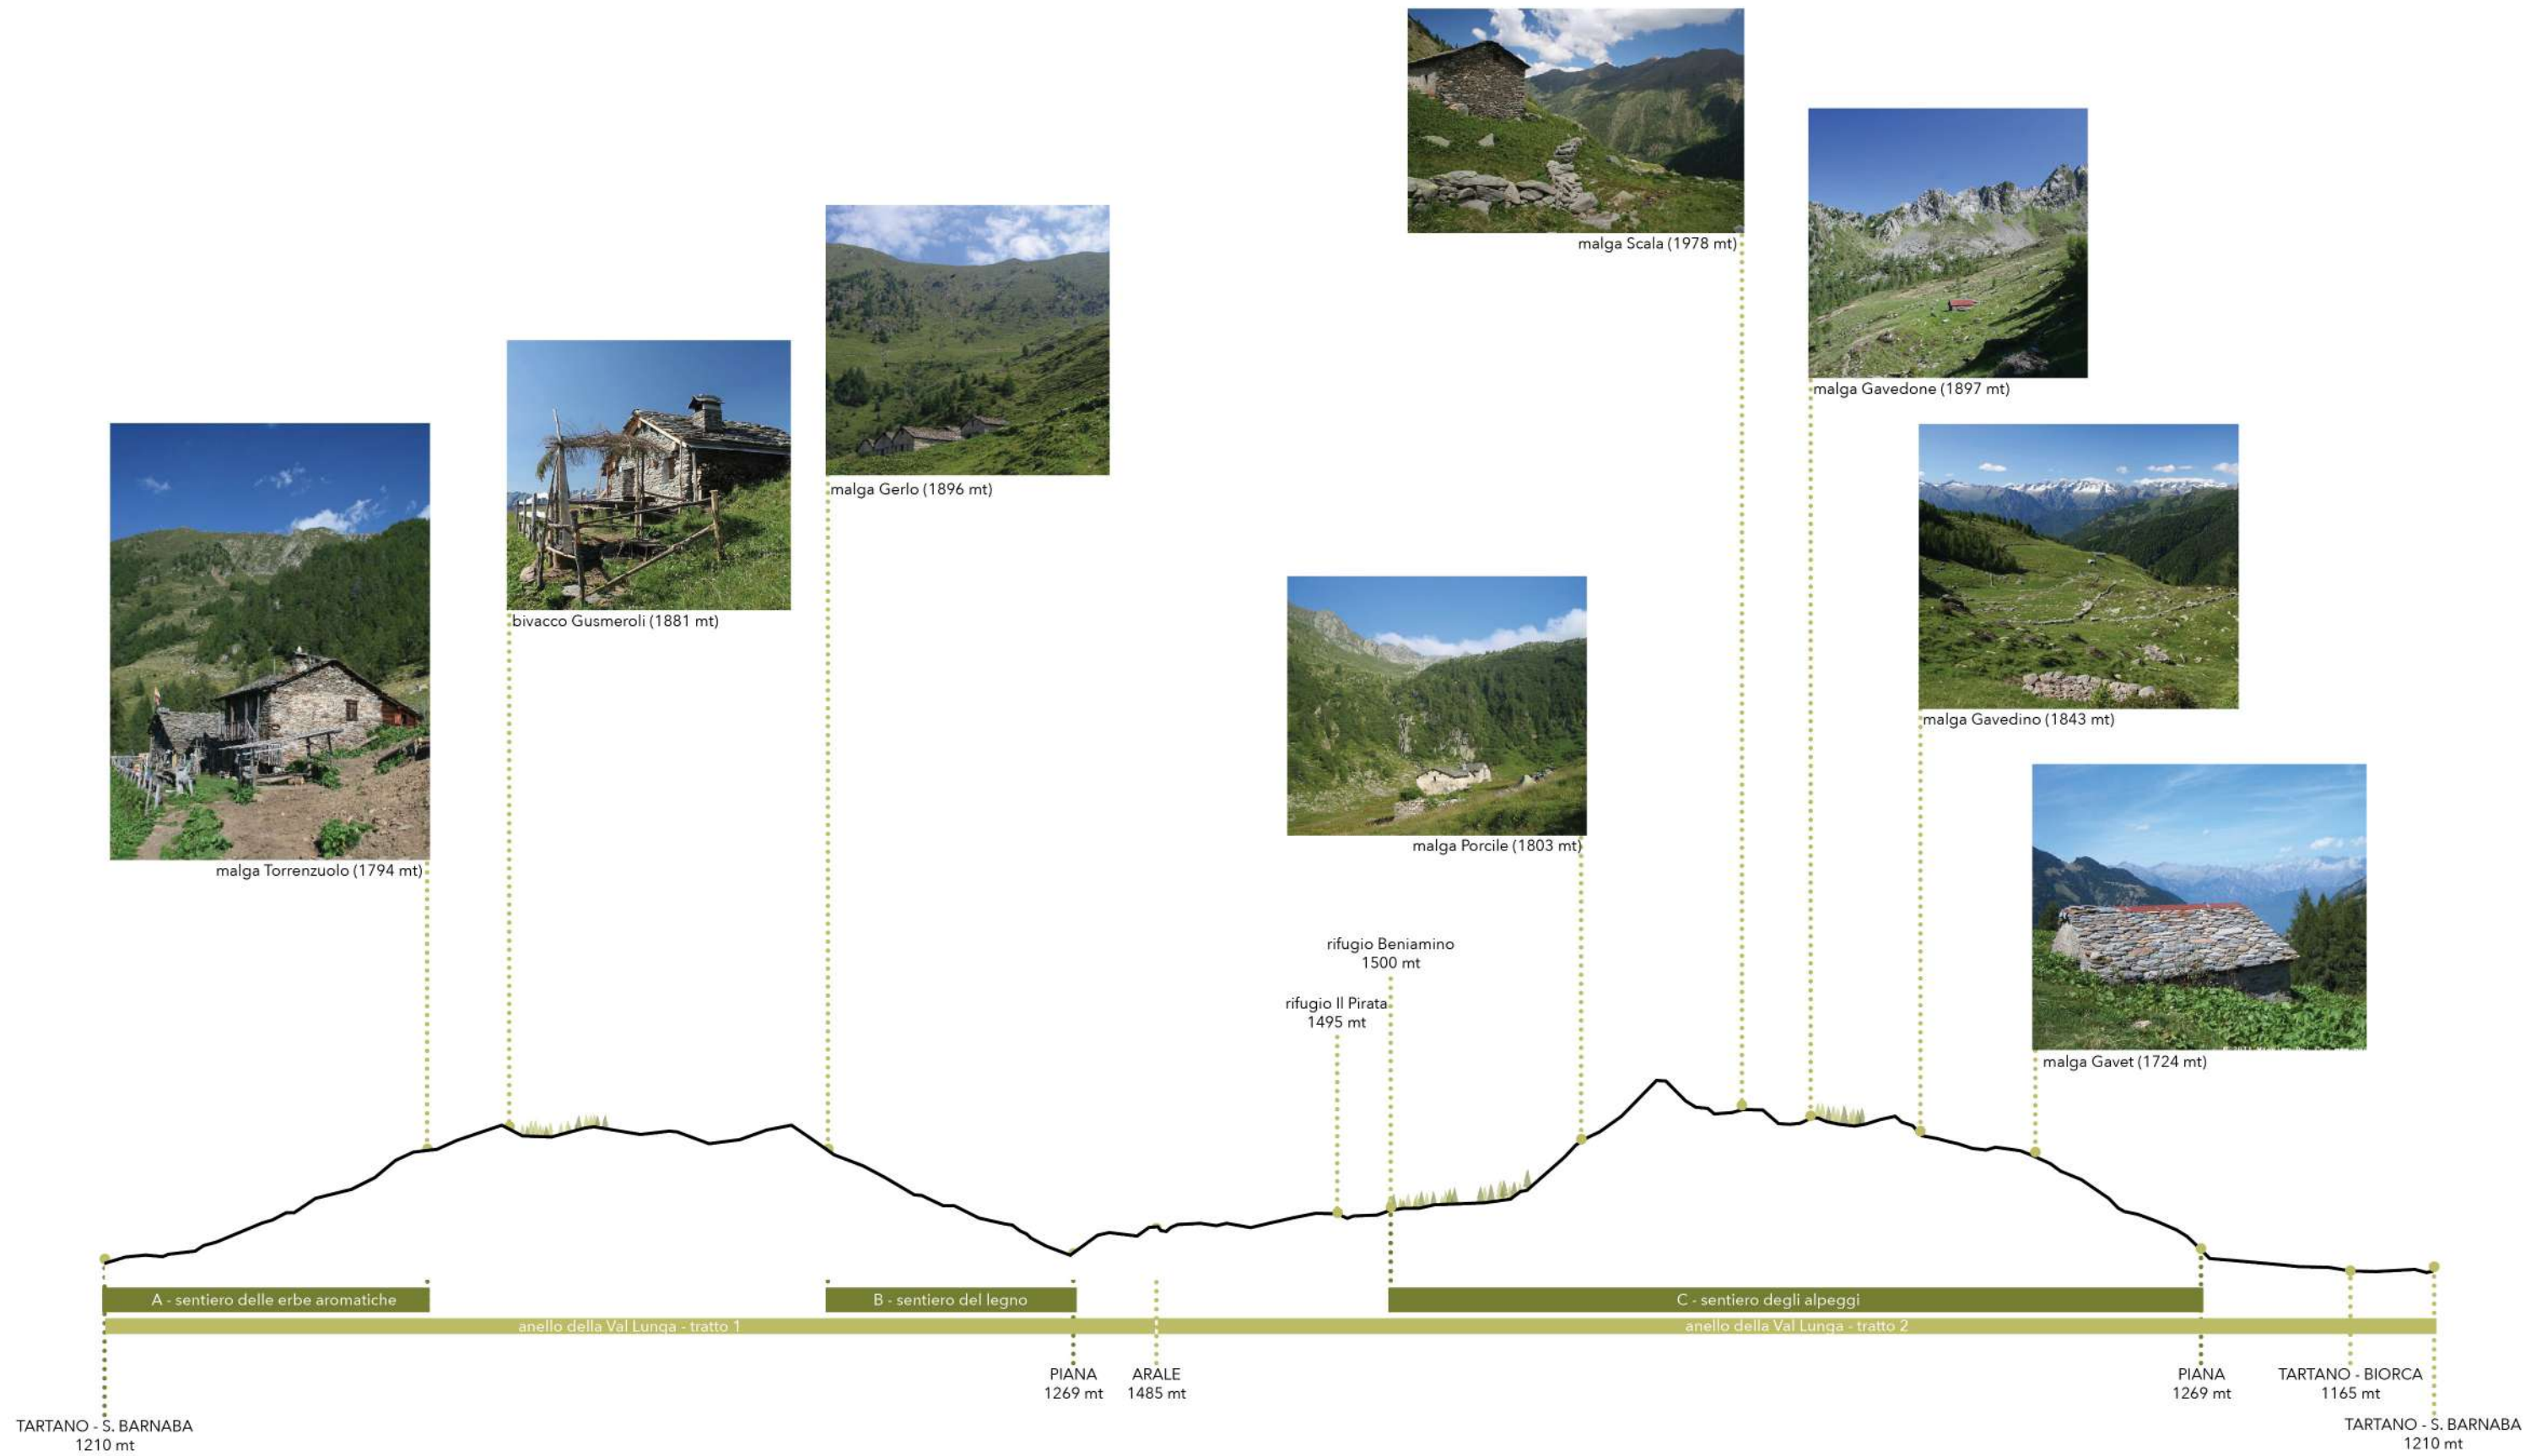 malga Scala (1978 mt)
malga Gavedone (1897 mt)
malga Gerlo (1896 mt)
bivacco Gusmeroli (1881 mt)
malga Gavedino (1843 mt)
malga Porcile (1803 mt)
malga Torrenzuolo (1794 mt)
rifugio Beniamino
1500 mt
rifugio Il Pirata
1495 mt
malga Gavet (1724 mt)
A - sentiero delle erbe aromatiche
B - sentiero del legno
C - sentiero degli alpeggi
anello della Val Lunga - tratto 1
anello della Val Lunga - tratto 2
PIANA
1269 mt
ARALE
1485 mt
PIANA
1269 mt
TARTANO - BIORCA
1165 mt
TARTANO - S. BARNABA
1210 mt
TARTANO - S. BARNABA
1210 mt